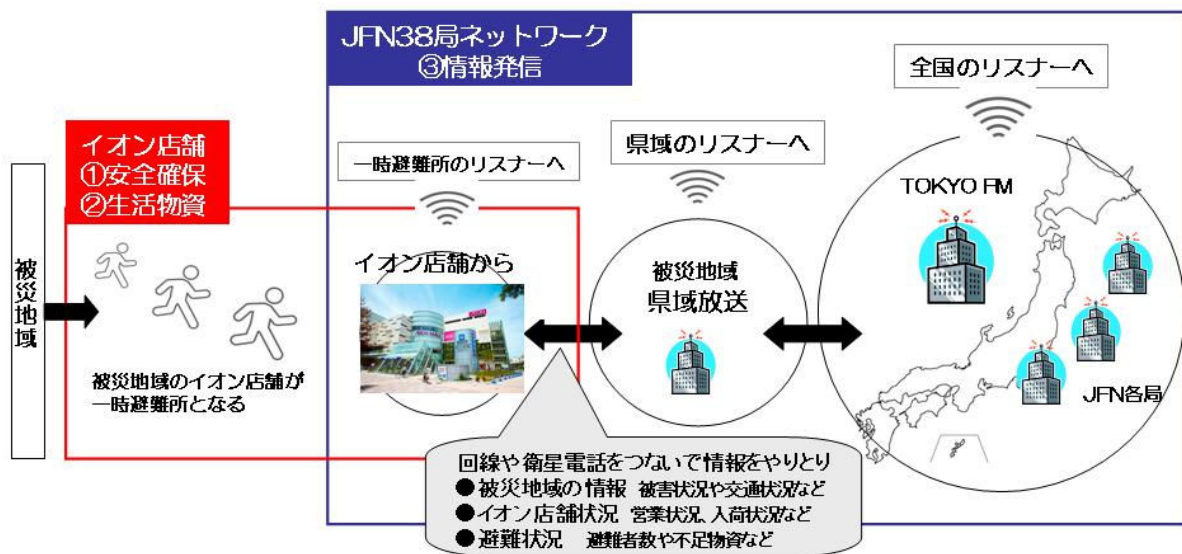 JFN38局ネットワーク
③情報発信
全国のリスナーへ
イオン店舗
①安全確保
②生活物資
一時避難所のリスナーへ
県域のリスナーへ
TOKYO FM
被災地域
イオン店舗から
被災地域
県域放送
被災地域のイオン店舗が
一時避難所となる
JFN各局
回線や衛星電話をつないで情報をやりとり
●被災地域の情報 被害状況や交通状況など
●イオン店舗状況 営業状況、入荷状況など
●避難状況 避難者数や不足物資など